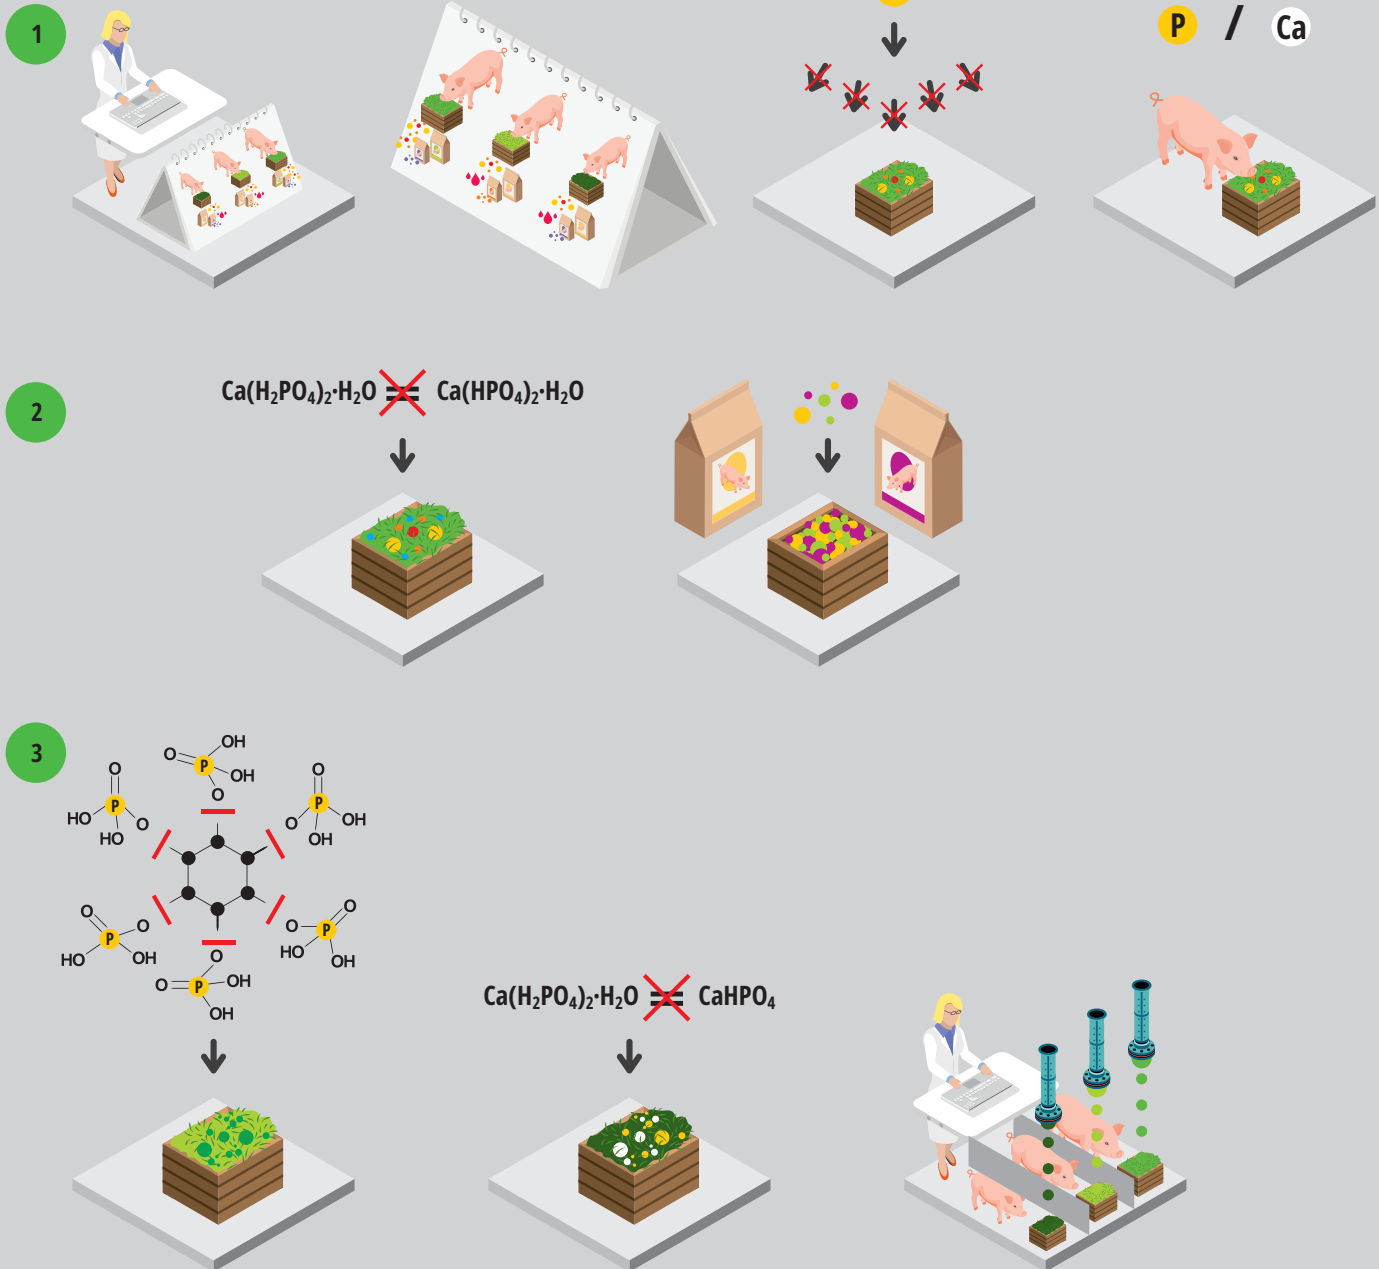 1
P / Ca
2
Ca(H₂PO₄)₂·H₂O = Ca(HPO₄)₂·H₂O
3
O OH
P
OH
O
O
P
HO O
HO
O
P
O OH
OH
O
O
P
HO OH
O
O
P
HO
OH
O
O P OH
OH
Ca(H₂PO₄)₂·H₂O = CaHPO₄